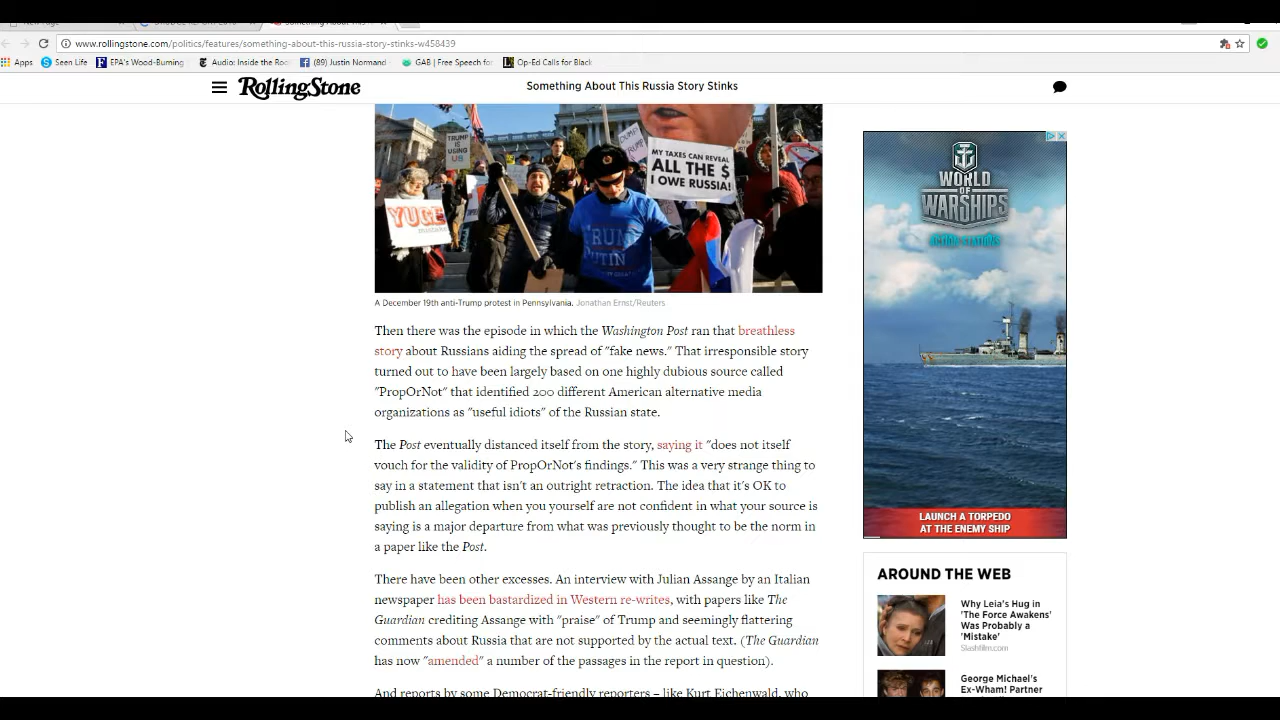 www.rollingstone.com/politics/features/something-about-this-russia-story-stinks-w458439
Apps Seen Life EPA's Wood-Burning Audio: Inside the Roo (89) Justin Normand GAB | Free Speech fo Op-Ed Calls for Black
RollingStone Something About This Russia Story Stinks
TRUMP IS USING US
MY TAXES CAN REVEAL
ALL THE $
I OWE RUSSIA!
YUGE
A December 19th anti-Trump protest in Pennsylvania. Jonathan Ernst/Reuters
Then there was the episode in which the Washington Post ran that breathless
story about Russians aiding the spread of "fake news." That irresponsible story
turned out to have been largely based on one highly dubious source called
"PropOrNot" that identified 200 different American alternative media
organizations as "useful idiots" of the Russian state.
The Post eventually distanced itself from the story, saying it "does not itself
vouch for the validity of PropOrNot's findings." This was a very strange thing to
say in a statement that isn't an outright retraction. The idea that it's OK to
publish an allegation when you yourself are not confident in what your source is
saying is a major departure from what was previously thought to be the norm in
a paper like the Post.
There have been other excesses. An interview with Julian Assange by an Italian
newspaper has been bastardized in Western re-writes, with papers like The
Guardian crediting Assange with "praise" of Trump and seemingly flattering
comments about Russia that are not supported by the actual text. (The Guardian
has now "amended" a number of the passages in the report in question).
And reports by some Democrat-friendly reporters – like Kurt Eichenwald, who
WORLD
OF
WARSHIPS
ACTION STATIONS
LAUNCH A TORPEDO
AT THE ENEMY SHIP
AROUND THE WEB
Why Leia's Hug in
'The Force Awakens'
Was Probably a
'Mistake'
Slashfilm.com
George Michael's
Ex-Wham! Partner